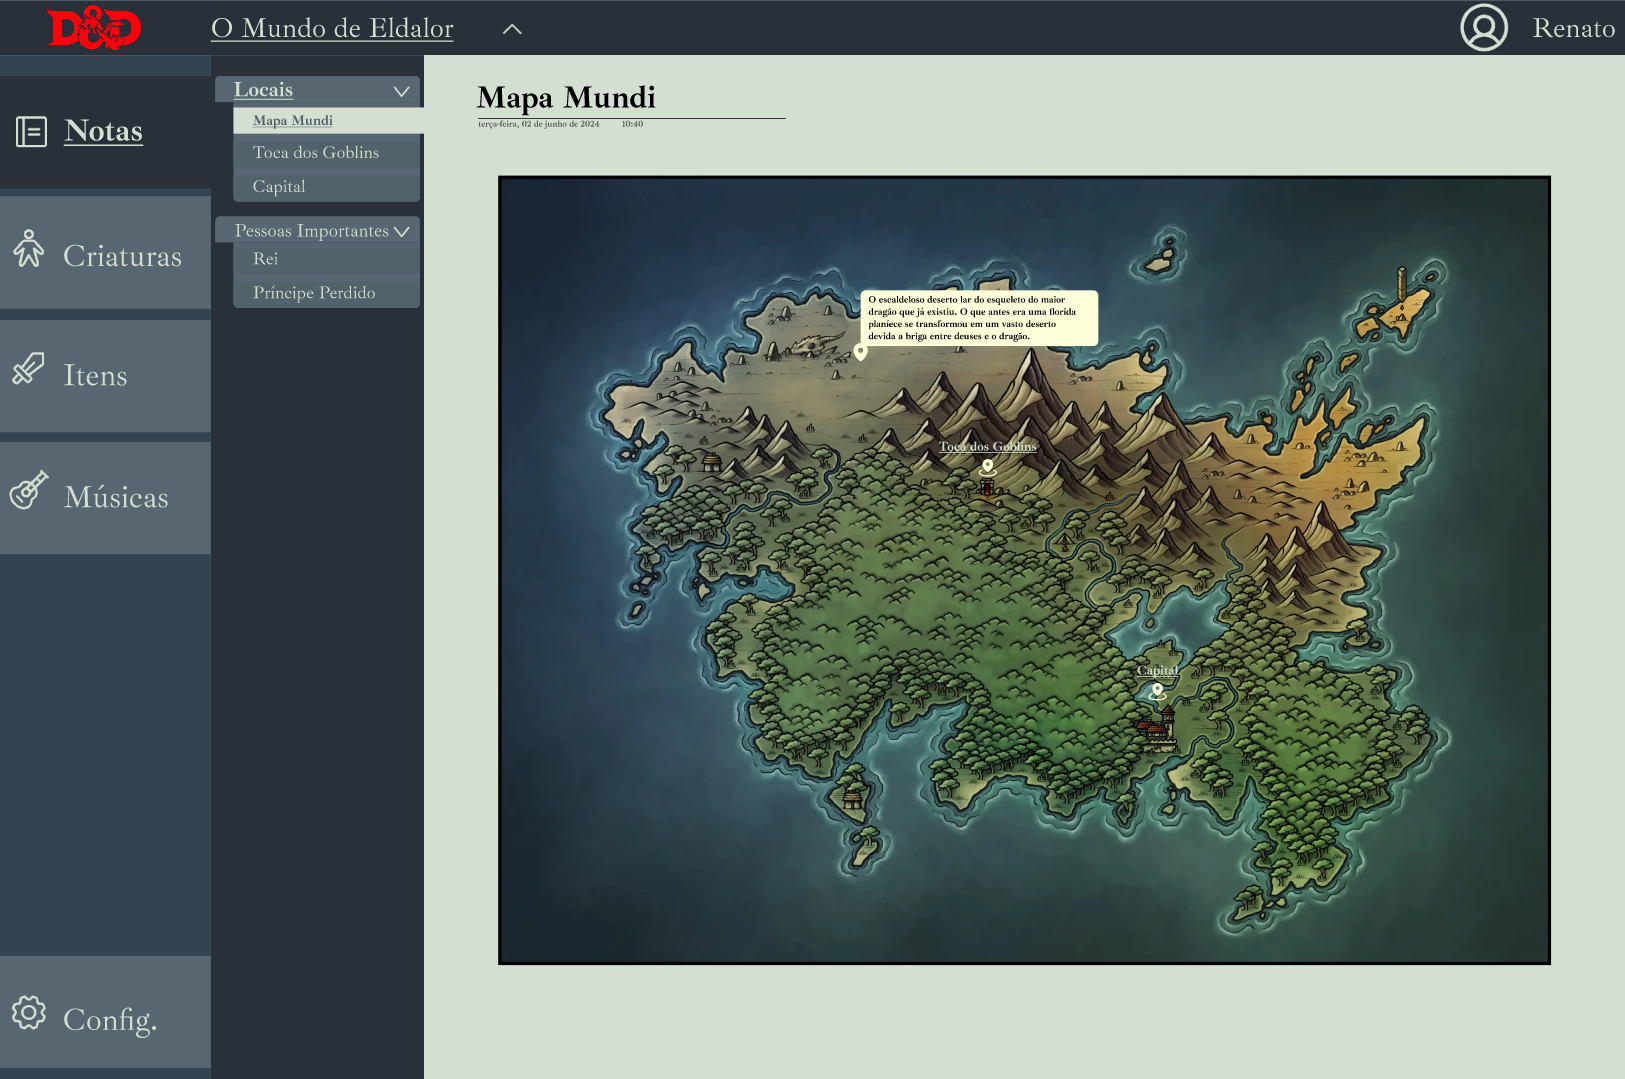 D&D
O Mundo de Eldalor
Renato
Notas
Criaturas
Itens
Músicas
Config.
Locais
Mapa Mundi
Toca dos Goblins
Capital
Pessoas Importantes
Rei
Príncipe Perdido
Mapa Mundi
terça-feira, 02 de junho de 2024 10:40
O escaldeloso deserto lar do esqueleto do maior
dragão que já existiu. O que antes era uma florida
planíece se transformou em um vasto deserto
devida a briga entre deuses e o dragão.
Toca dos Goblins
Capital